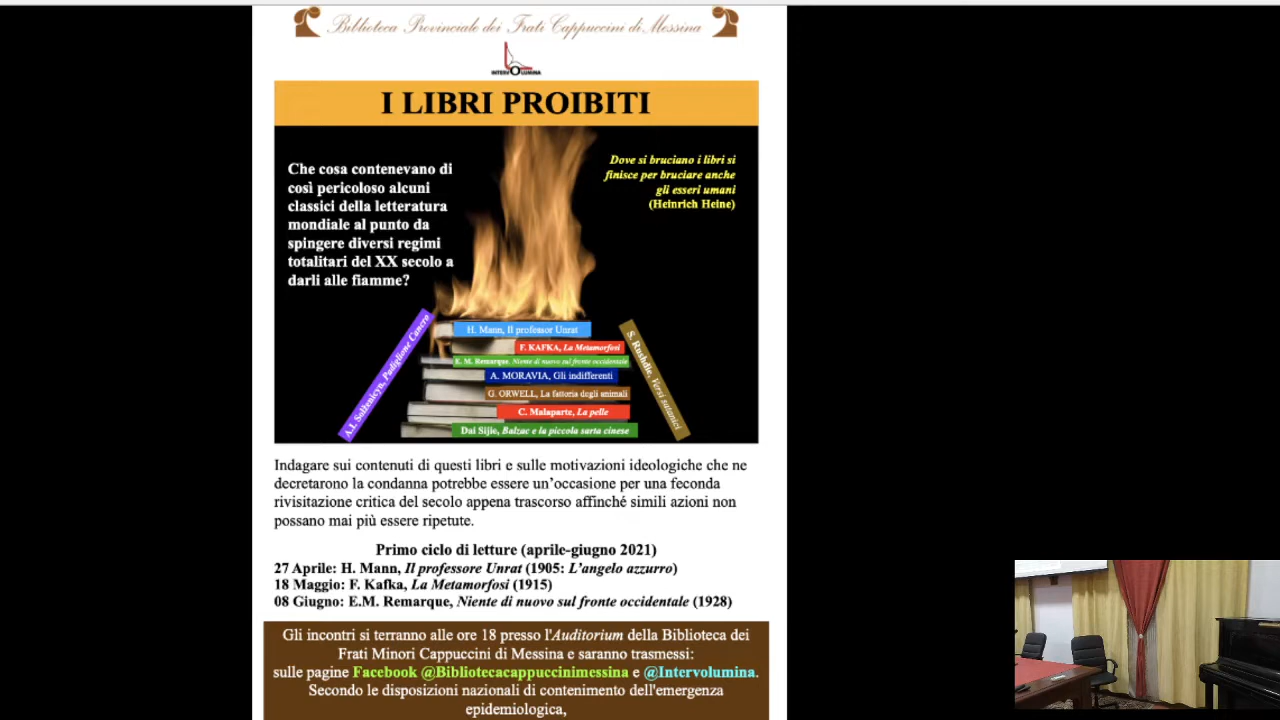 Biblioteca Provinciale dei Frati Cappuccini di Messina
INTERVOLUMINA
I LIBRI PROIBITI
Che cosa contenevano di
così pericoloso alcuni
classici della letteratura
mondiale al punto da
spingere diversi regimi
totalitari del XX secolo a
darli alle fiamme?
Dove si bruciano i libri si
finisce per bruciare anche
gli esseri umani
(Heinrich Heine)
A.I. Solženicyn, Padiglione Cancro
H. Mann, Il professor Unrat
F. KAFKA, La Metamorfosi
E. M. Remarque. Niente di nuovo sul fronte occidentale
A. MORAVIA, Gli indifferenti
G. ORWELL, La fattoria degli animali
C. Malaparte, La pelle
Dai Sijie, Balzac e la piccola sarta cinese
S. Rushdie, Versi satanici
Indagare sui contenuti di questi libri e sulle motivazioni ideologiche che ne
decretarono la condanna potrebbe essere un’occasione per una feconda
rivisitazione critica del secolo appena trascorso affinché simili azioni non
possano mai più essere ripetute.
Primo ciclo di letture (aprile-giugno 2021)
27 Aprile: H. Mann, Il professore Unrat (1905: L’angelo azzurro)
18 Maggio: F. Kafka, La Metamorfosi (1915)
08 Giugno: E.M. Remarque, Niente di nuovo sul fronte occidentale (1928)
Gli incontri si terranno alle ore 18 presso l'Auditorium della Biblioteca dei
Frati Minori Cappuccini di Messina e saranno trasmessi:
sulle pagine Facebook @Bibliotecacappuccinimessina e @Intervolumina.
Secondo le disposizioni nazionali di contenimento dell'emergenza
epidemiologica,